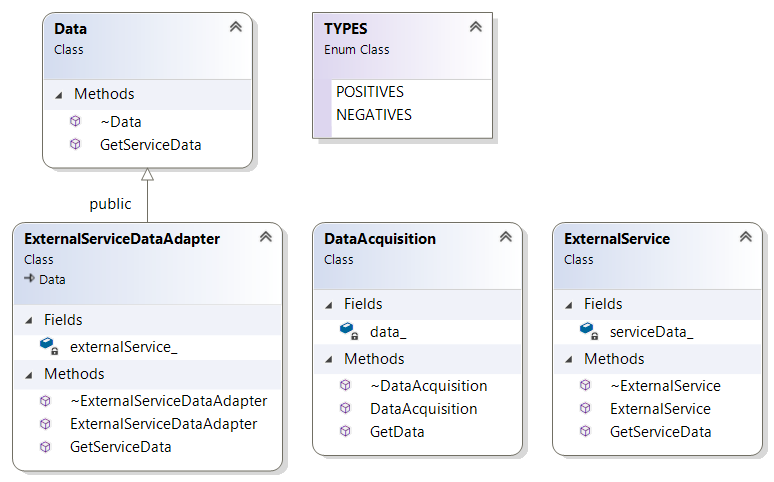 Data
Class
Methods
~Data
GetServiceData
TYPES
Enum Class
POSITIVES
NEGATIVES
public
ExternalServiceDataAdapter
Class
Data
Fields
externalService_
Methods
~ExternalServiceDataAdapter
ExternalServiceDataAdapter
GetServiceData
DataAcquisition
Class
Fields
data_
Methods
~DataAcquisition
DataAcquisition
GetData
ExternalService
Class
Fields
serviceData_
Methods
~ExternalService
ExternalService
GetServiceData